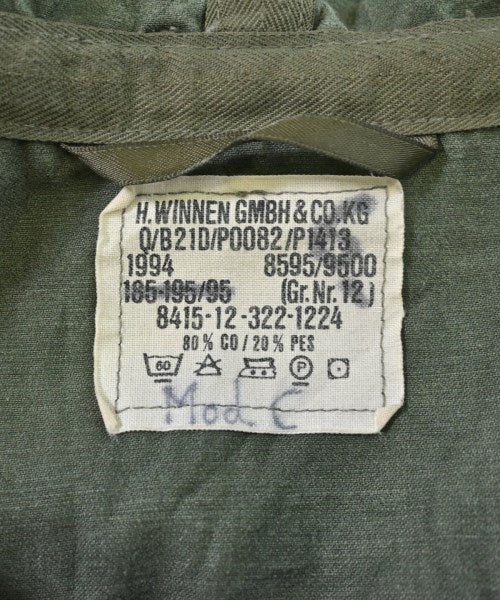 H. WINNEN GMBH & CO. KG
Q/B21D/P0082/P1413
1994 8595/9500
185-195/95 (Gr. Nr. 12)
8415-12-322-1224
80 % CO / 20 % PES
60 P
Mod. C